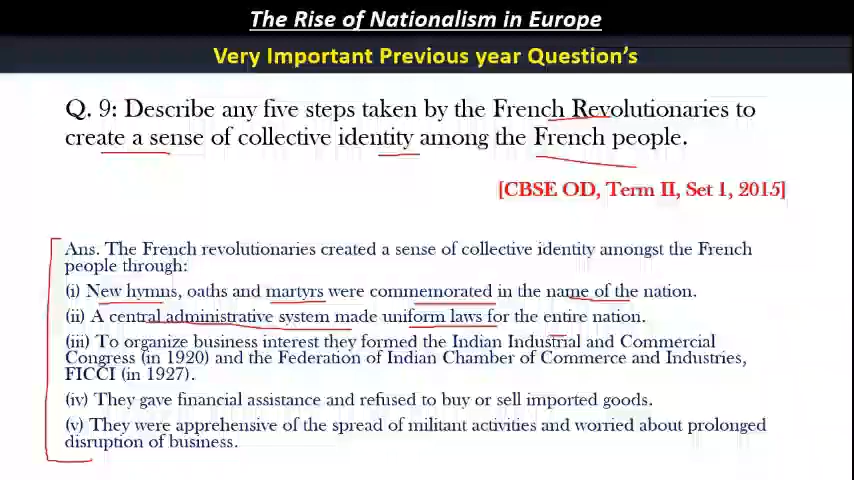 The Rise of Nationalism in Europe
Very Important Previous year Question's
Q. 9: Describe any five steps taken by the French Revolutionaries to
create a sense of collective identity among the French people.
[CBSE OD, Term II, Set 1, 2015]
Ans. The French revolutionaries created a sense of collective identity amongst the French
people through:
(i) New hymns, oaths and martyrs were commemorated in the name of the nation.
(ii) A central administrative system made uniform laws for the entire nation.
(iii) To organize business interest they formed the Indian Industrial and Commercial
Congress (in 1920) and the Federation of Indian Chamber of Commerce and Industries,
FICCI (in 1927).
(iv) They gave financial assistance and refused to buy or sell imported goods.
(v) They were apprehensive of the spread of militant activities and worried about prolonged
disruption of business.